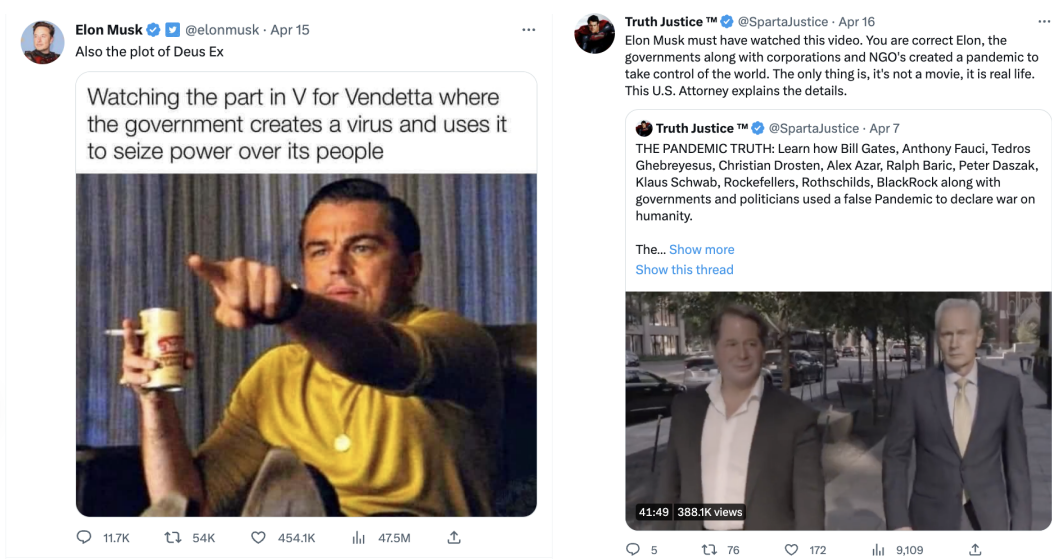 Elon Musk @elonmusk · Apr 15
Also the plot of Deus Ex
Watching the part in V for Vendetta where
the government creates a virus and uses it
to seize power over its people
11.7K 54K 454.1K 47.5M
Truth Justice ™ @SpartaJustice · Apr 16
Elon Musk must have watched this video. You are correct Elon, the
governments along with corporations and NGO's created a pandemic to
take control of the world. The only thing is, it's not a movie, it is real life.
This U.S. Attorney explains the details.
Truth Justice ™ @SpartaJustice · Apr 7
THE PANDEMIC TRUTH: Learn how Bill Gates, Anthony Fauci, Tedros
Ghebreyesus, Christian Drosten, Alex Azar, Ralph Baric, Peter Daszak,
Klaus Schwab, Rockefellers, Rothschilds, BlackRock along with
governments and politicians used a false Pandemic to declare war on
humanity.
The... Show more
Show this thread
41:49 388.1K views
5 76 172 9,109